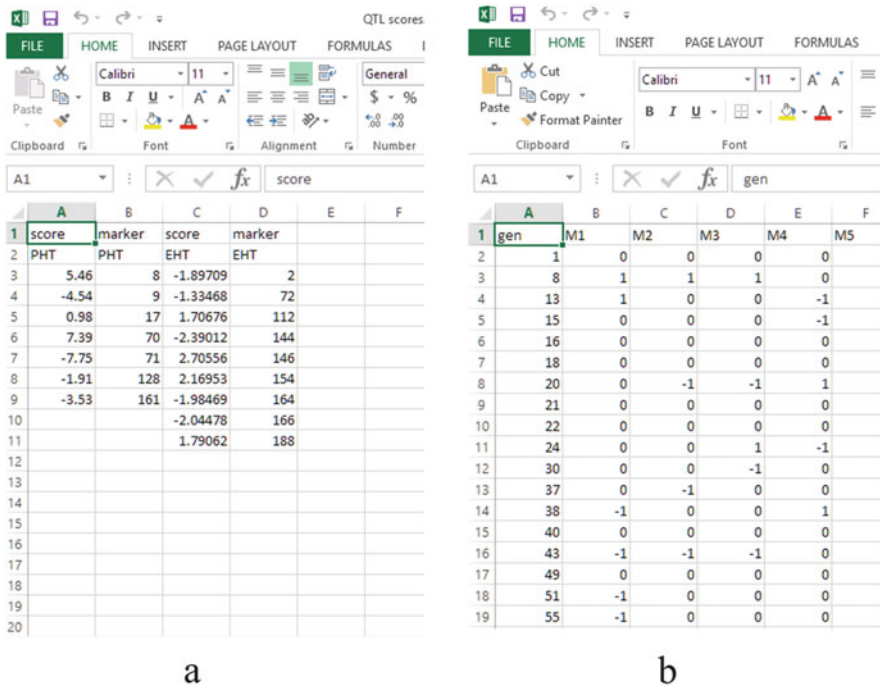 QTL scores.
FILE HOME INSERT PAGE LAYOUT FORMULAS
Calibri 11 General
Paste B I U A A $ - %
A .0 .00 .00 .0
Clipboard Font Alignment Number
A1 fx score
A B C D E F
1 score marker score marker
2 PHT PHT EHT EHT
3 5.46 8 -1.89709 2
4 -4.54 9 -1.33468 72
5 0.98 17 1.70676 112
6 7.39 70 -2.39012 144
7 -7.75 71 2.70556 146
8 -1.91 128 2.16953 154
9 -3.53 161 -1.98469 164
10 -2.04478 166
11 1.79062 188
12
13
14
15
16
17
18
19
20
a
FILE HOME INSERT PAGE LAYOUT FORMULAS
Cut
Calibri 11 A A
Copy
Paste
Format Painter B I U A
Clipboard Font
A1 fx gen
A B C D E F
1 gen M1 M2 M3 M4 M5
2 1 0 0 0 0
3 8 1 1 1 0
4 13 1 0 0 -1
5 15 0 0 0 -1
6 16 0 0 0 0
7 18 0 0 0 0
8 20 0 -1 -1 1
9 21 0 0 0 0
10 22 0 0 0 0
11 24 0 0 1 -1
12 30 0 0 -1 0
13 37 0 -1 0 0
14 38 -1 0 0 1
15 40 0 0 0 0
16 43 -1 -1 -1 0
17 49 0 0 0 0
18 51 -1 0 0 0
19 55 -1 0 0 0
b